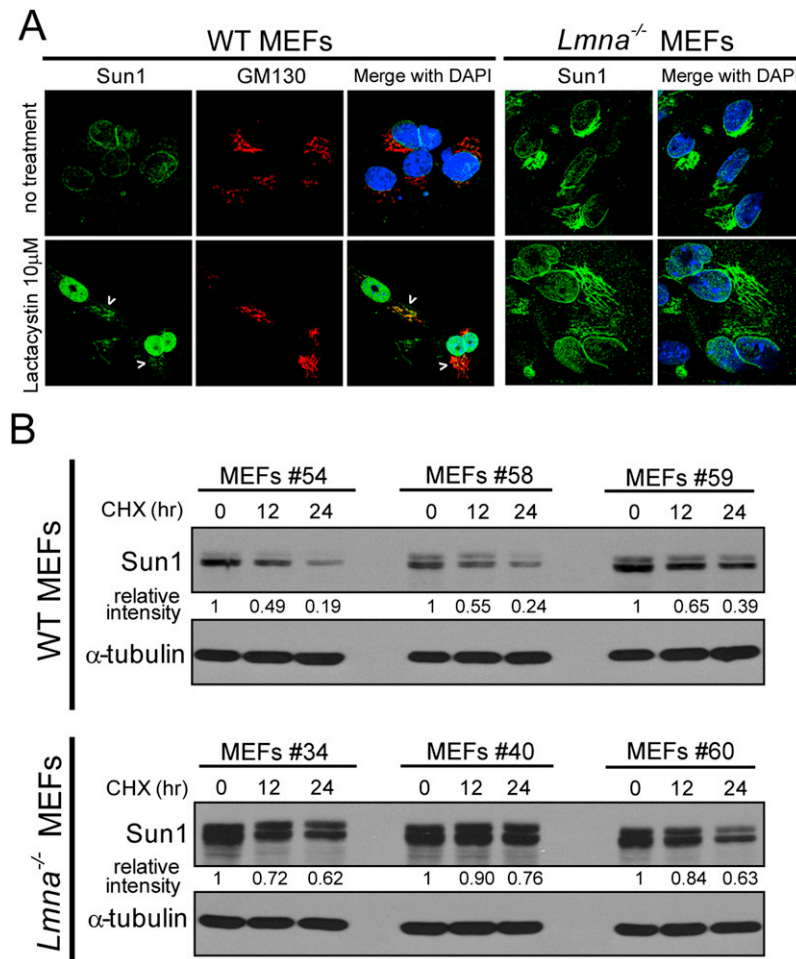 A
WT MEFs
Lmna-/- MEFs
Sun1 GM130 Merge with DAPI Sun1 Merge with DAPI
no treatment
Lactacystin 10μM
>
>
>
>
B
WT MEFs
MEFs #54 MEFs #58 MEFs #59
CHX (hr) 0 12 24 0 12 24 0 12 24
Sun1
relative intensity 1 0.49 0.19 1 0.55 0.24 1 0.65 0.39
α-tubulin
Lmna-/- MEFs
MEFs #34 MEFs #40 MEFs #60
CHX (hr) 0 12 24 0 12 24 0 12 24
Sun1
relative intensity 1 0.72 0.62 1 0.90 0.76 1 0.84 0.63
α-tubulin